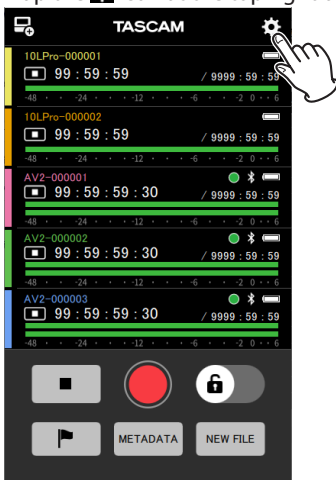 TASCAM
10LPro-000001
99 : 59 : 59
/ 9999 : 59 : 59
-48 · · -24 · · -12 · · · -6 · · -2 0 · · 6
10LPro-000002
99 : 59 : 59
/ 9999 : 59 : 59
-48 · · -24 · · -12 · · · -6 · · -2 0 · · 6
AV2-000001
99 : 59 : 59 : 30
/ 9999 : 59 : 59
-48 · · -24 · · -12 · · · -6 · · -2 0 · · 6
AV2-000002
99 : 59 : 59 : 30
/ 9999 : 59 : 59
-48 · · -24 · · -12 · · · -6 · · -2 0 · · 6
AV2-000003
99 : 59 : 59 : 30
/ 9999 : 59 : 59
-48 · · -24 · · -12 · · · -6 · · -2 0 · · 6
METADATA
NEW FILE